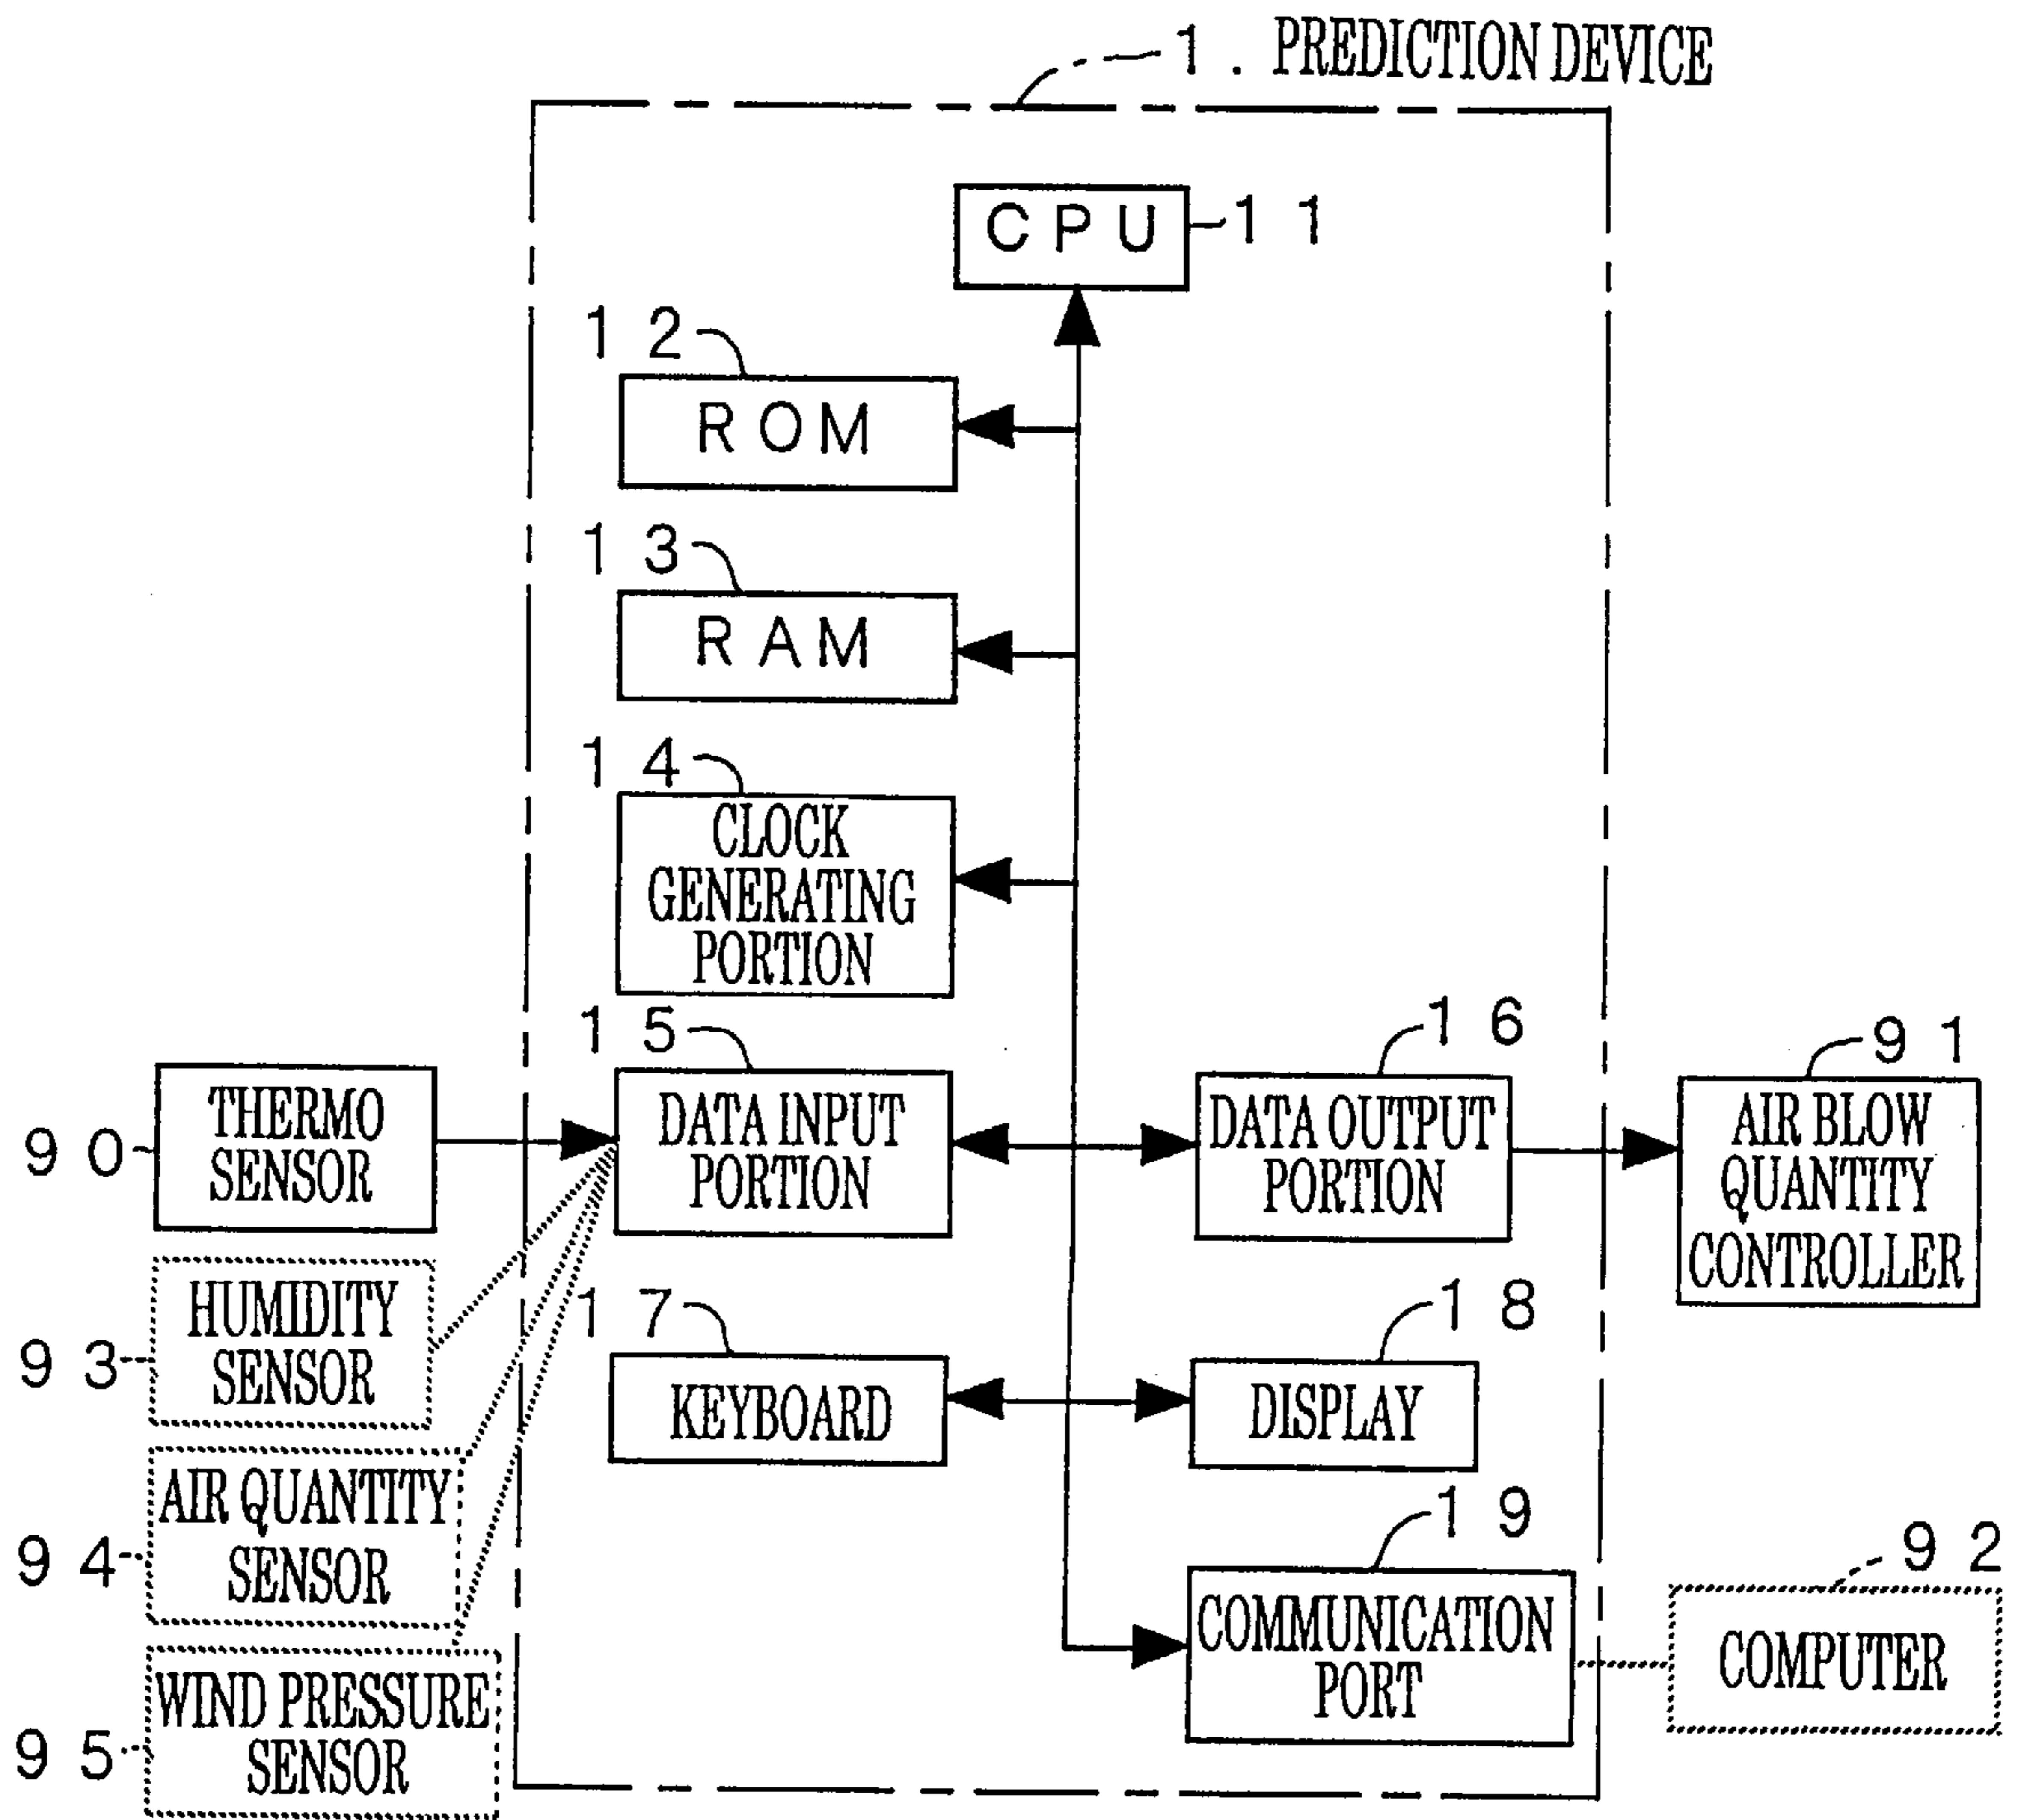 1. PREDICTION DEVICE
CPU
11
12
ROM
13
RAM
14
CLOCK
GENERATING
PORTION
15
DATA INPUT
PORTION
16
DATA OUTPUT
PORTION
91
AIR BLOW
QUANTITY
CONTROLLER
90
THERMO
SENSOR
93
HUMIDITY
SENSOR
17
KEYBOARD
18
DISPLAY
94
AIR QUANTITY
SENSOR
19
COMMUNICATION
PORT
92
COMPUTER
95
WIND PRESSURE
SENSOR